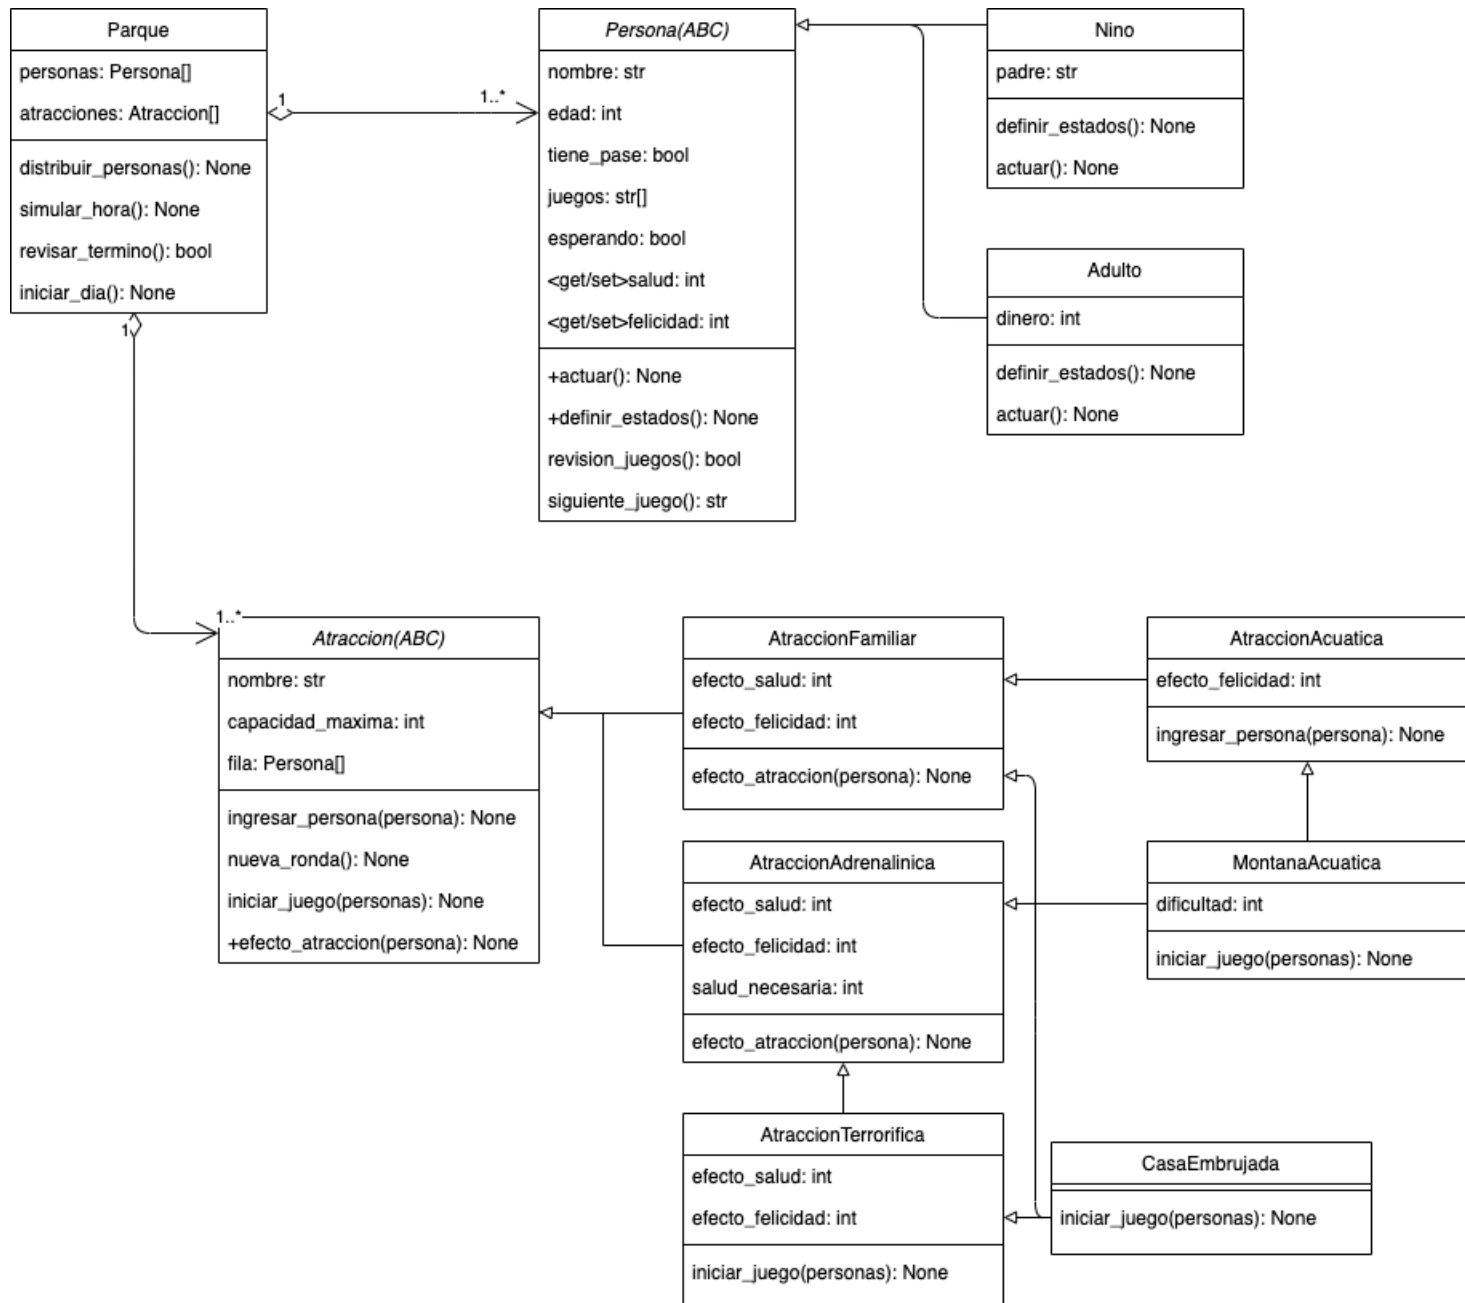 Parque
personas: Persona[]
atracciones: Atraccion[]
distribuir_personas(): None
simular_hora(): None
revisar_termino(): bool
iniciar_dia(): None
1
1..*
1
1..*
Persona(ABC)
nombre: str
edad: int
tiene_pase: bool
juegos: str[]
esperando: bool
<get/set>salud: int
<get/set>felicidad: int
+actuar(): None
+definir_estados(): None
revision_juegos(): bool
siguiente_juego(): str
Nino
padre: str
definir_estados(): None
actuar(): None
Adulto
dinero: int
definir_estados(): None
actuar(): None
Atraccion(ABC)
nombre: str
capacidad_maxima: int
fila: Persona[]
ingresar_persona(persona): None
nueva_ronda(): None
iniciar_juego(personas): None
+efecto_atraccion(persona): None
AtraccionFamiliar
efecto_salud: int
efecto_felicidad: int
efecto_atraccion(persona): None
AtraccionAcuatica
efecto_felicidad: int
ingresar_persona(persona): None
AtraccionAdrenalinica
efecto_salud: int
efecto_felicidad: int
salud_necesaria: int
efecto_atraccion(persona): None
MontanaAcuatica
dificultad: int
iniciar_juego(personas): None
AtraccionTerrorifica
efecto_salud: int
efecto_felicidad: int
iniciar_juego(personas): None
CasaEmbrujada
iniciar_juego(personas): None